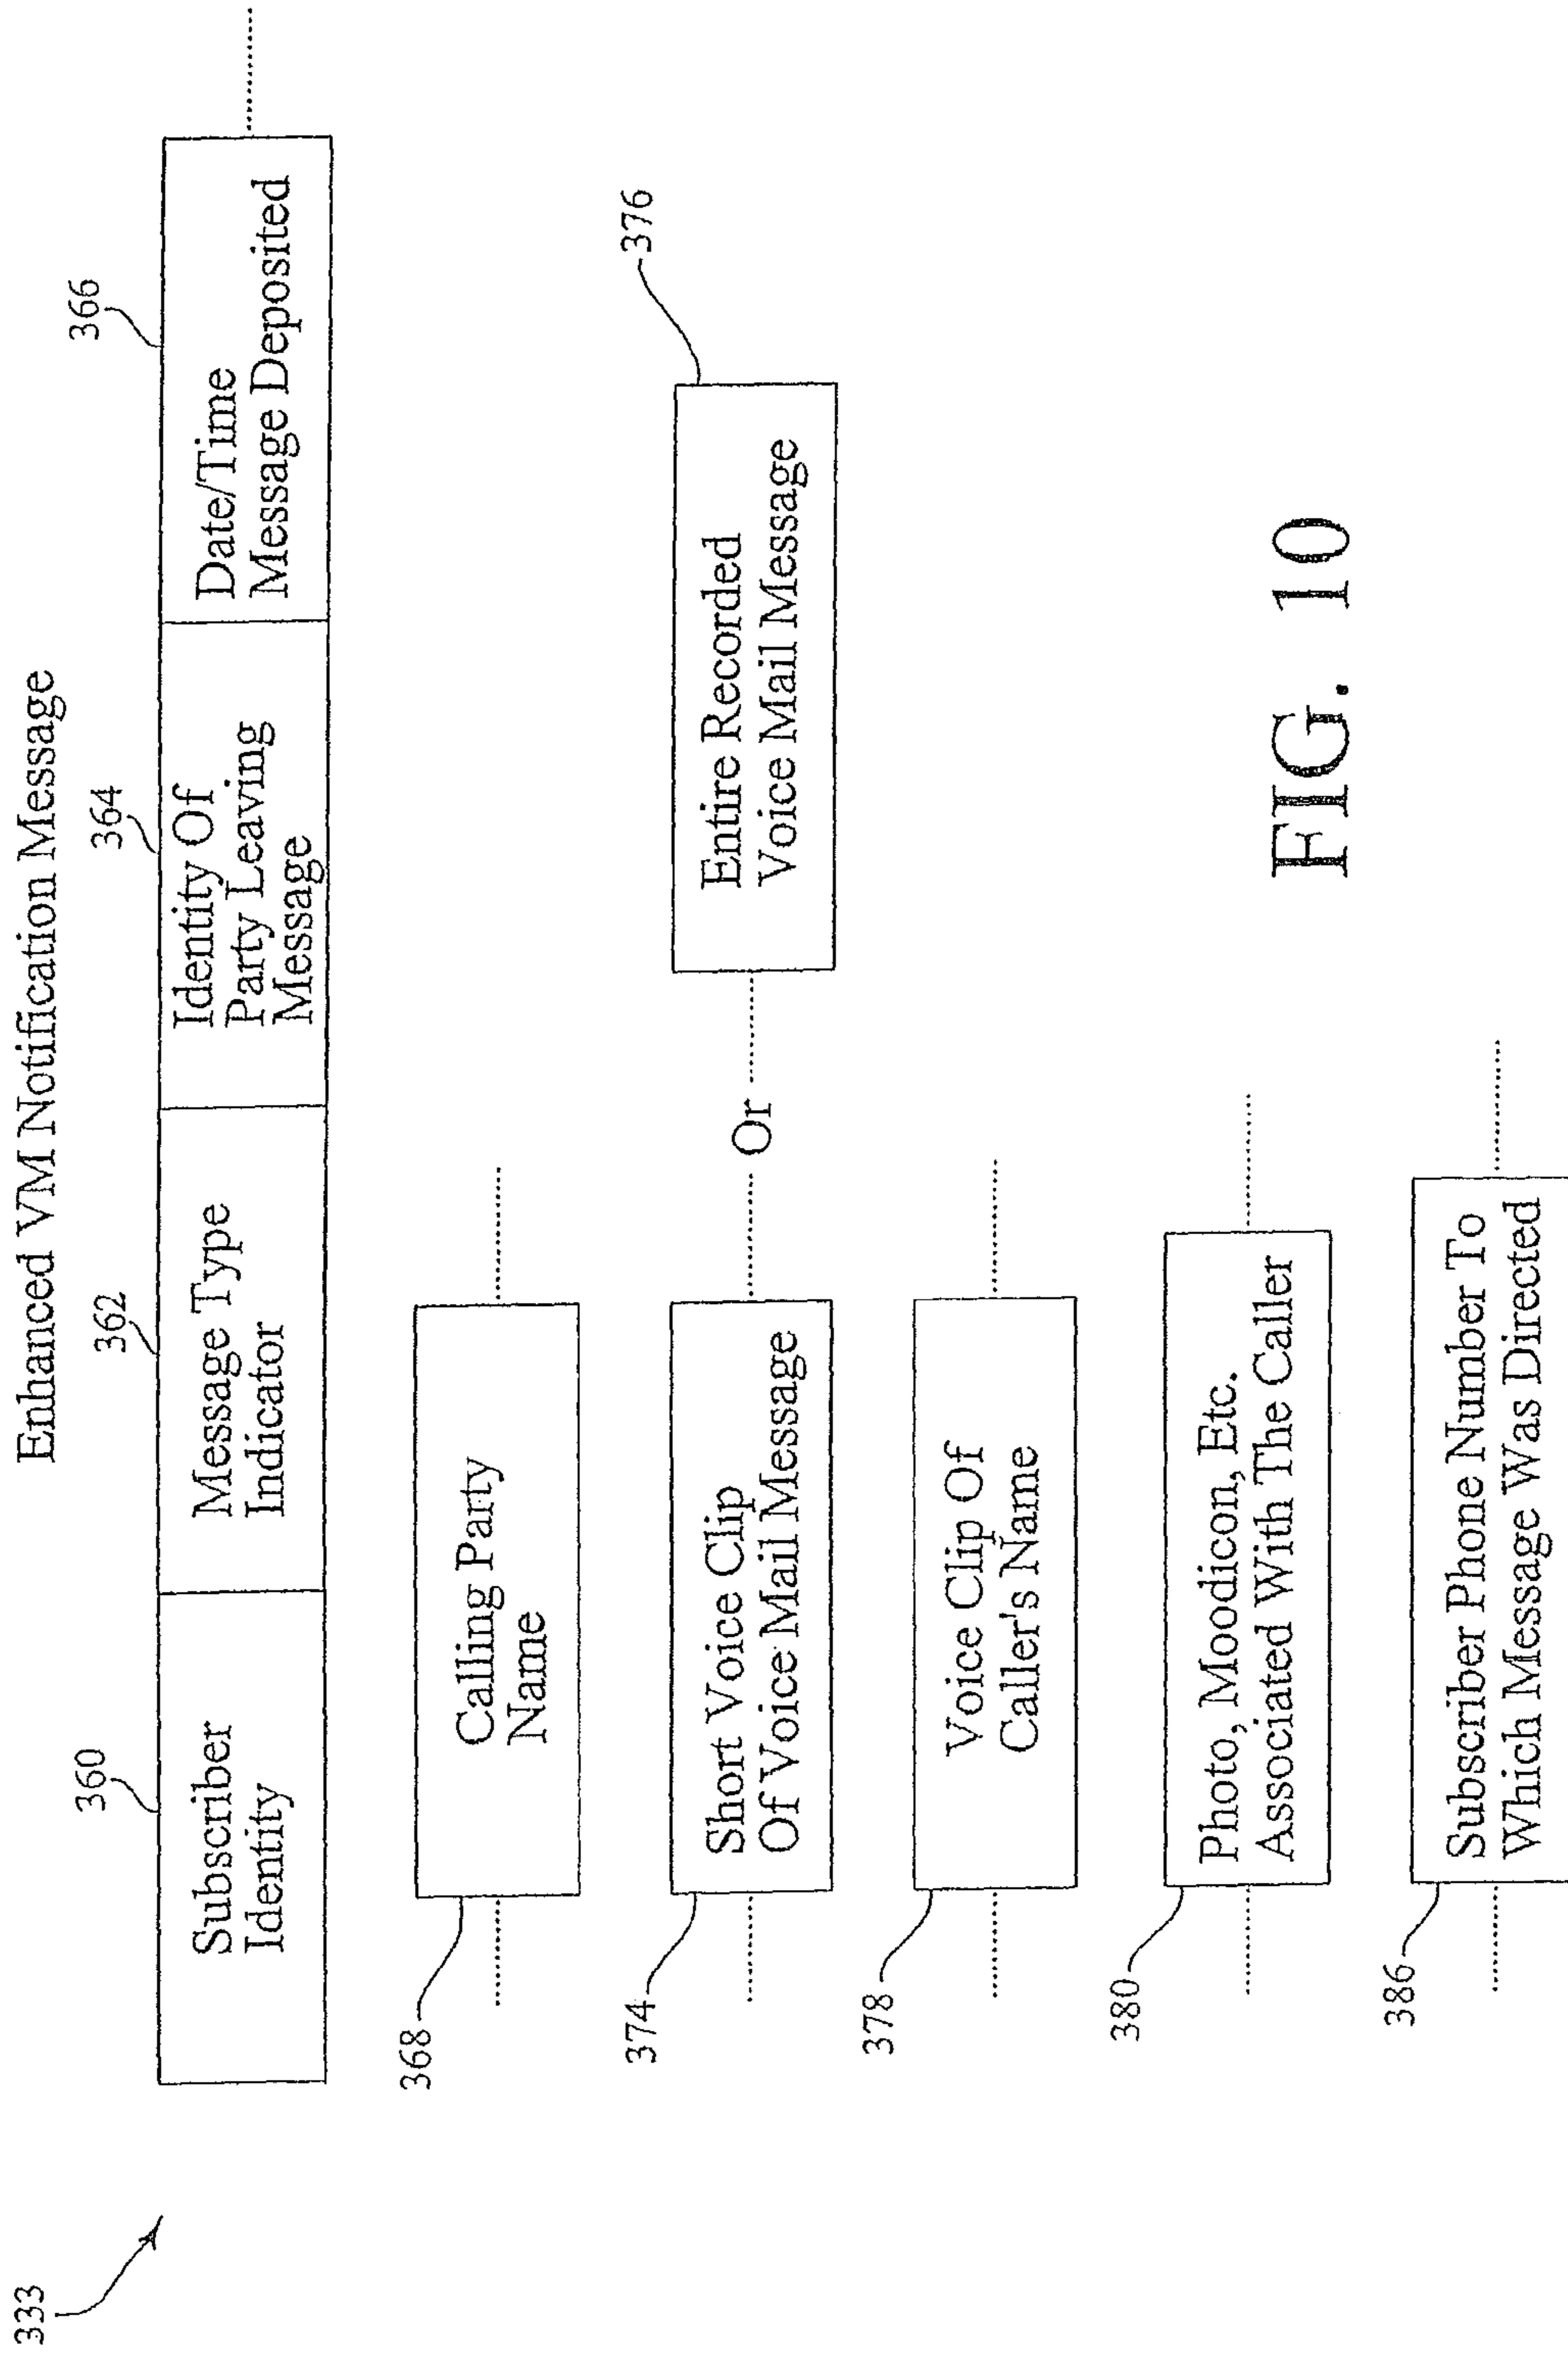 Enhanced VM Notification Message
333
360
362
364
366
Subscriber
Identity
Message Type
Indicator
Identity Of
Party Leaving
Message
Date/Time
Message Deposited
368
Calling Party
Name
374
Short Voice Clip
Of Voice Mail Message
Or
376
Entire Recorded
Voice Mail Message
378
Voice Clip Of
Caller's Name
380
Photo, Moodicon, Etc.
Associated With The Caller
386
Subscriber Phone Number To
Which Message Was Directed
FIG. 10